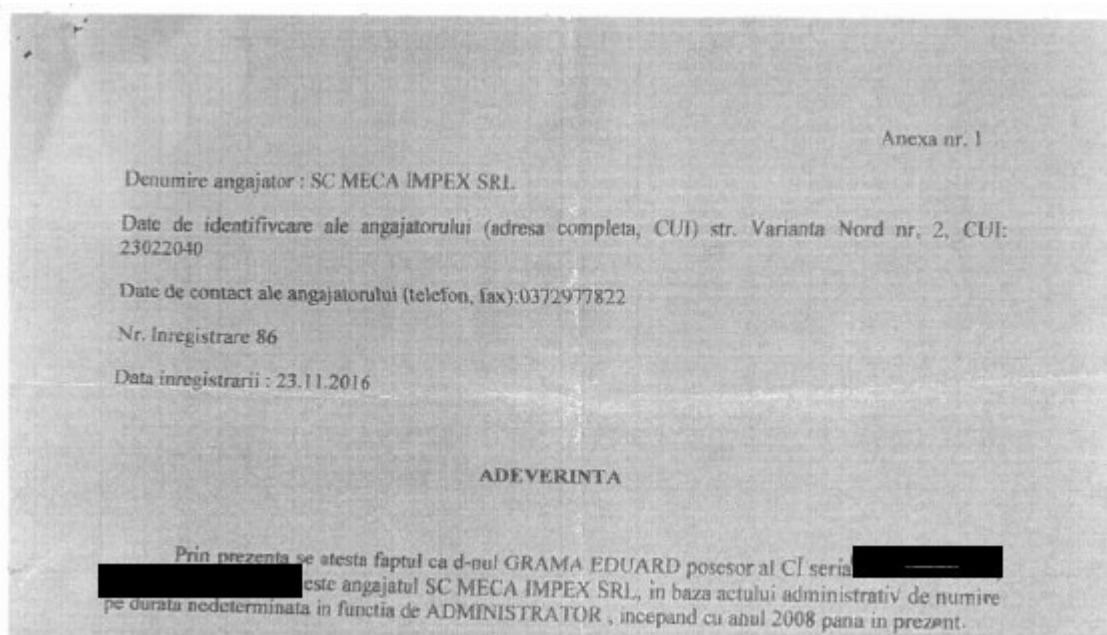 Anexa nr. 1
Denumire angajator : SC MECA IMPEX SRL
Date de identifivcare ale angajatorului (adresa completa, CUI) str. Varianta Nord nr, 2, CUI:
23022040
Date de contact ale angajatorului (telefon, fax):0372977822
Nr. Inregistrare 86
Data inregistrarii : 23.11.2016
ADEVERINTA
Prin prezenta se atesta faptul ca d-nul GRAMA EDUARD posesor al CI seria
este angajatul SC MECA IMPEX SRL, in baza actului administrativ de numire
pe durata nedeterminata in functia de ADMINISTRATOR , incepand cu anul 2008 pana in prezent.